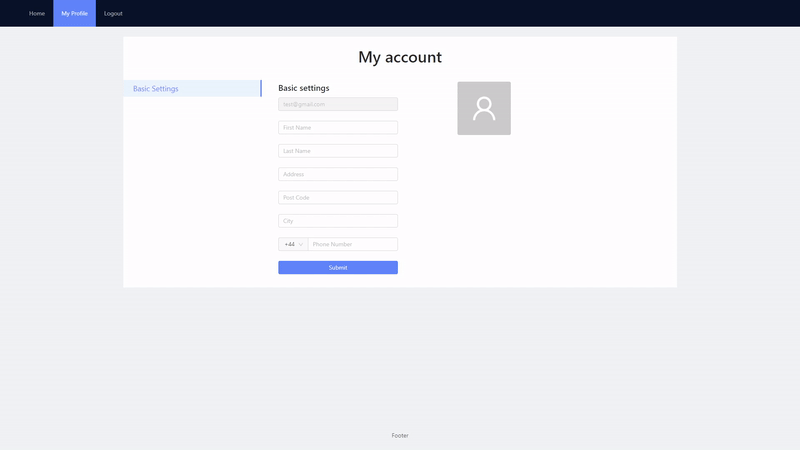 Home My Profile Logout
My account
Basic Settings
Basic settings
test@gmail.com
First Name
Last Name
Address
Post Code
City
+44 Phone Number
Submit
Footer